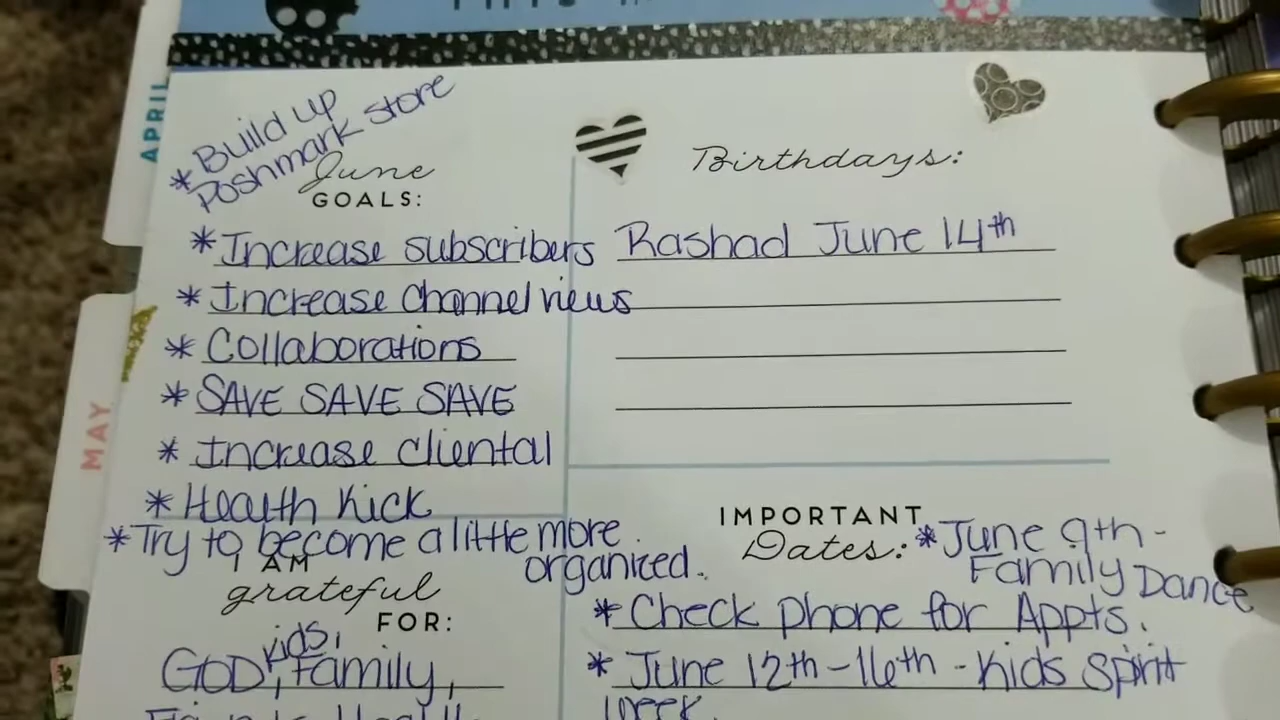 APRIL
MAY
* Build up
Poshmark store
June
GOALS:
* Increase subscribers
* Increase Channel views
* Collaborations
* SAVE SAVE SAVE
* Increase cliental
* Health Kick
* Try to become a little more
organized.
Birthdays:
Rashad June 14th
I AM
grateful
FOR:
GOD, kids,
family,
IMPORTANT
Dates:
* June 9th -
Family Dance
* Check phone for Appts.
* June 12th-16th - Kids Spirit
week